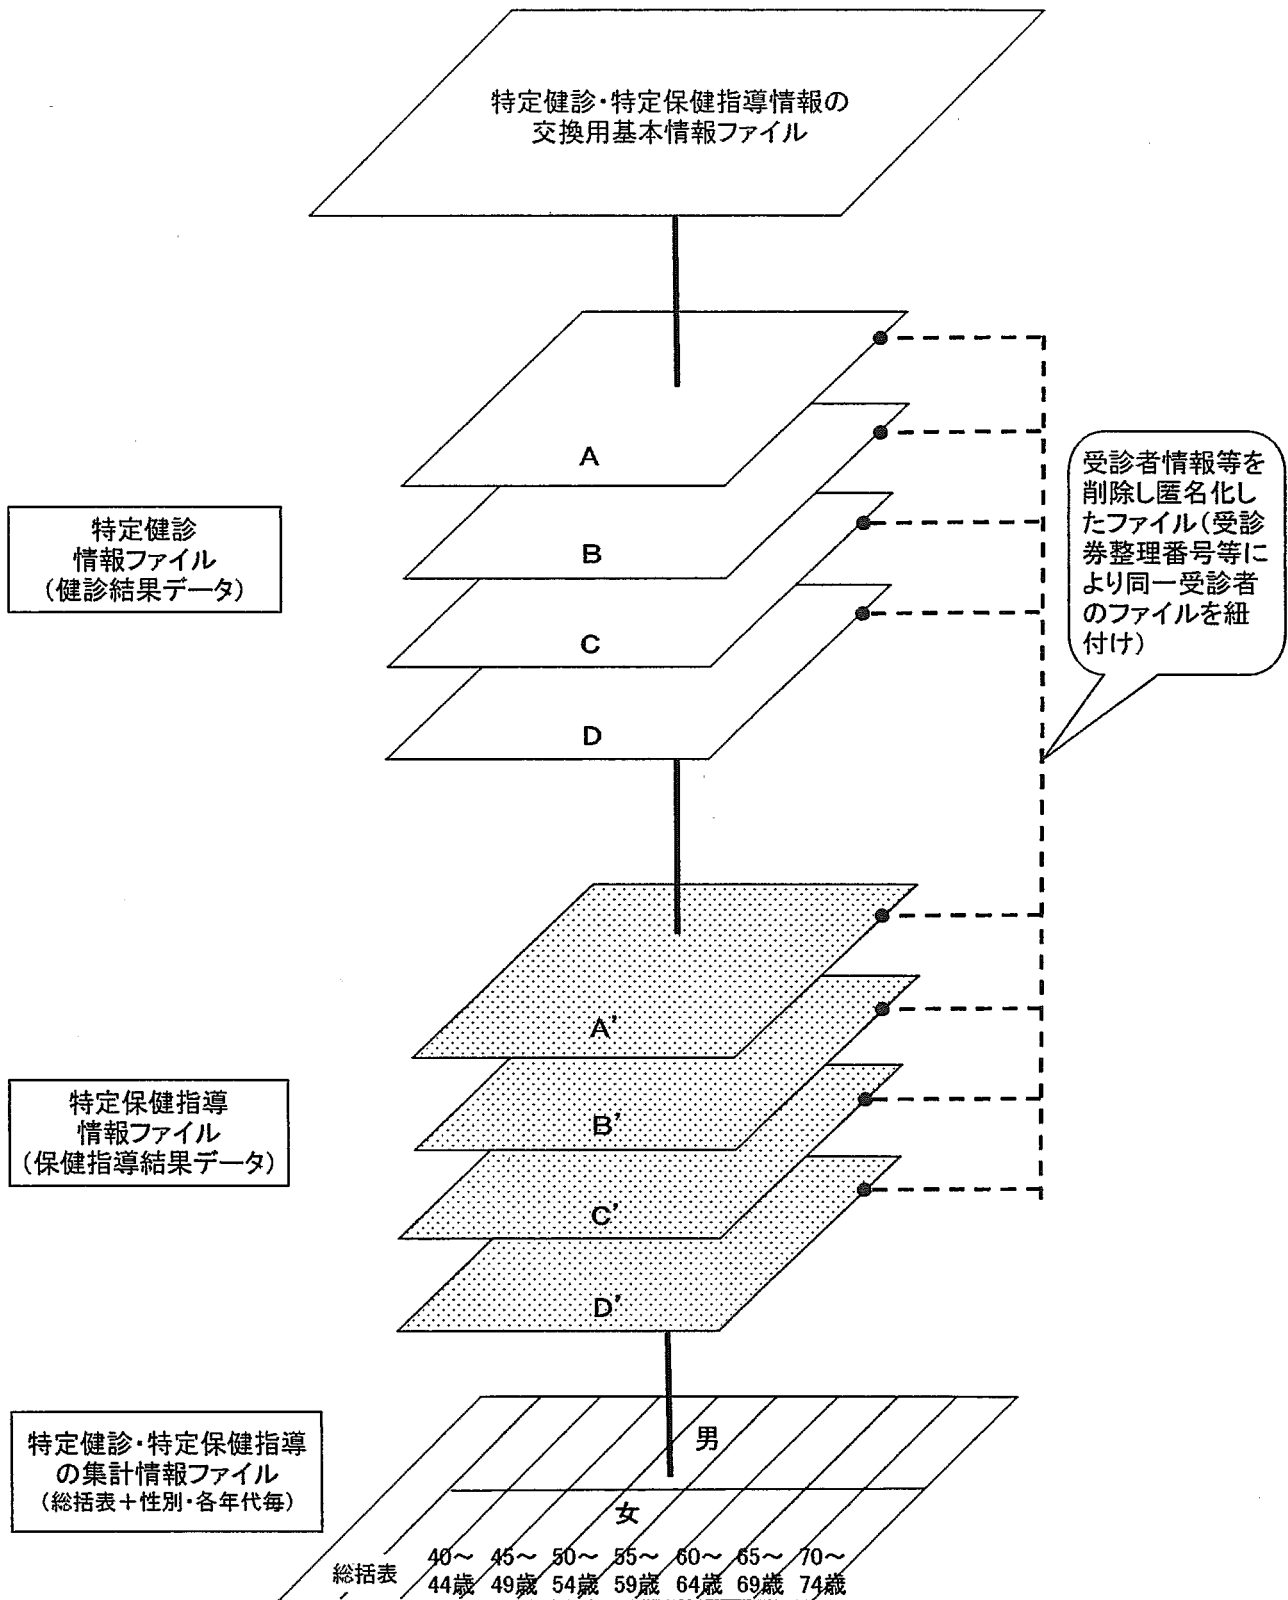 特定健診・特定保健指導情報の
交換用基本情報ファイル
A
B
C
D
特定健診
情報ファイル
（健診結果データ）
受診者情報等を
削除し匿名化し
たファイル（受診
券整理番号等に
より同一受診者
のファイルを紐
付け）
A’
B’
C’
D’
特定保健指導
情報ファイル
（保健指導結果データ）
特定健診・特定保健指導
の集計情報ファイル
（総括表＋性別・各年代毎）
男
女
総括表
40～
44歳
45～
49歳
50～
54歳
55～
59歳
60～
64歳
65～
69歳
70～
74歳